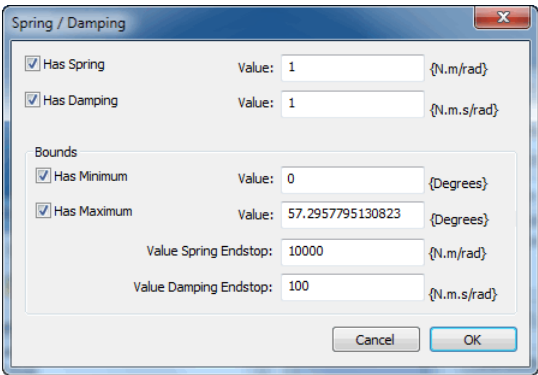 Spring / Damping
Has Spring Value: 1 {N.m/rad}
Has Damping Value: 1 {N.m.s/rad}
Bounds
Has Minimum Value: 0 {Degrees}
Has Maximum Value: 57.2957795130823 {Degrees}
Value Spring Endstop: 10000 {N.m/rad}
Value Damping Endstop: 100 {N.m.s/rad}
Cancel OK